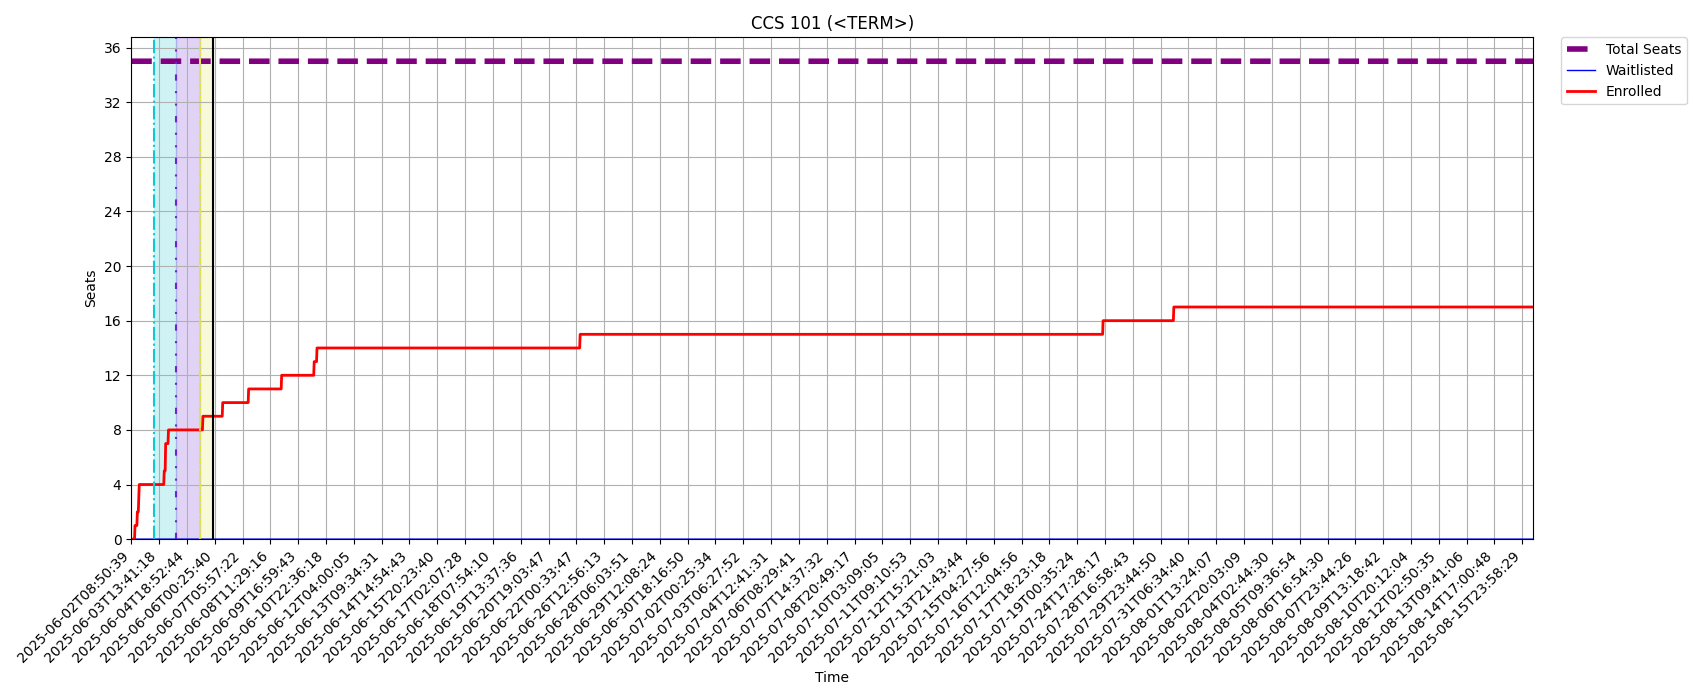 CCS 101 (<TERM>)
Total Seats
Waitlisted
Enrolled
Seats
36
32
28
24
20
16
12
8
4
0
2025-06-02T08:50:39
2025-06-03T13:41:18
2025-06-04T18:52:44
2025-06-06T00:25:40
2025-06-07T05:57:22
2025-06-08T11:29:16
2025-06-09T16:59:43
2025-06-10T22:36:18
2025-06-12T04:00:05
2025-06-13T09:34:31
2025-06-14T14:54:43
2025-06-15T20:23:40
2025-06-17T02:07:28
2025-06-18T07:54:10
2025-06-19T13:37:36
2025-06-20T19:03:47
2025-06-22T00:33:47
2025-06-26T12:56:13
2025-06-28T06:03:51
2025-06-29T12:08:24
2025-06-30T18:16:50
2025-07-02T00:25:34
2025-07-03T06:27:52
2025-07-04T12:41:31
2025-07-06T08:29:41
2025-07-07T14:37:32
2025-07-08T20:49:17
2025-07-10T03:09:05
2025-07-11T09:10:53
2025-07-12T15:21:03
2025-07-13T21:43:44
2025-07-15T04:27:56
2025-07-16T12:04:56
2025-07-17T18:23:18
2025-07-19T00:35:24
2025-07-24T17:28:17
2025-07-28T16:58:43
2025-07-29T23:44:50
2025-07-31T06:34:40
2025-08-01T13:24:07
2025-08-02T20:03:09
2025-08-04T02:44:30
2025-08-05T09:36:54
2025-08-06T16:54:30
2025-08-07T23:44:26
2025-08-09T13:18:42
2025-08-10T20:12:04
2025-08-12T02:50:35
2025-08-13T09:41:06
2025-08-14T17:00:48
2025-08-15T23:58:29
Time